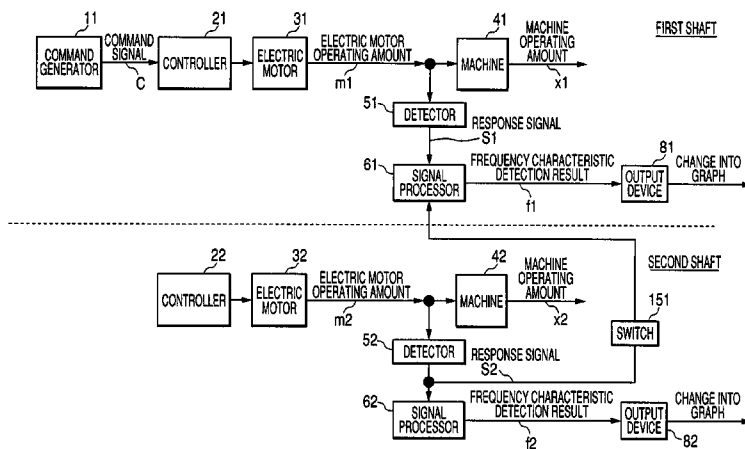 11
COMMAND
GENERATOR
COMMAND
SIGNAL
C
21
CONTROLLER
31
ELECTRIC
MOTOR
ELECTRIC MOTOR
OPERATING AMOUNT
m1
41
MACHINE
MACHINE
OPERATING
AMOUNT
x1
FIRST SHAFT
51
DETECTOR
RESPONSE SIGNAL
S1
61
SIGNAL
PROCESSOR
FREQUENCY CHARACTERISTIC
DETECTION RESULT
f1
81
OUTPUT
DEVICE
CHANGE INTO
GRAPH
22
CONTROLLER
32
ELECTRIC
MOTOR
ELECTRIC MOTOR
OPERATING AMOUNT
m2
42
MACHINE
MACHINE
OPERATING
AMOUNT
x2
SECOND SHAFT
151
SWITCH
52
DETECTOR
RESPONSE SIGNAL
S2
62
SIGNAL
PROCESSOR
FREQUENCY CHARACTERISTIC
DETECTION RESULT
f2
OUTPUT
DEVICE
82
CHANGE INTO
GRAPH